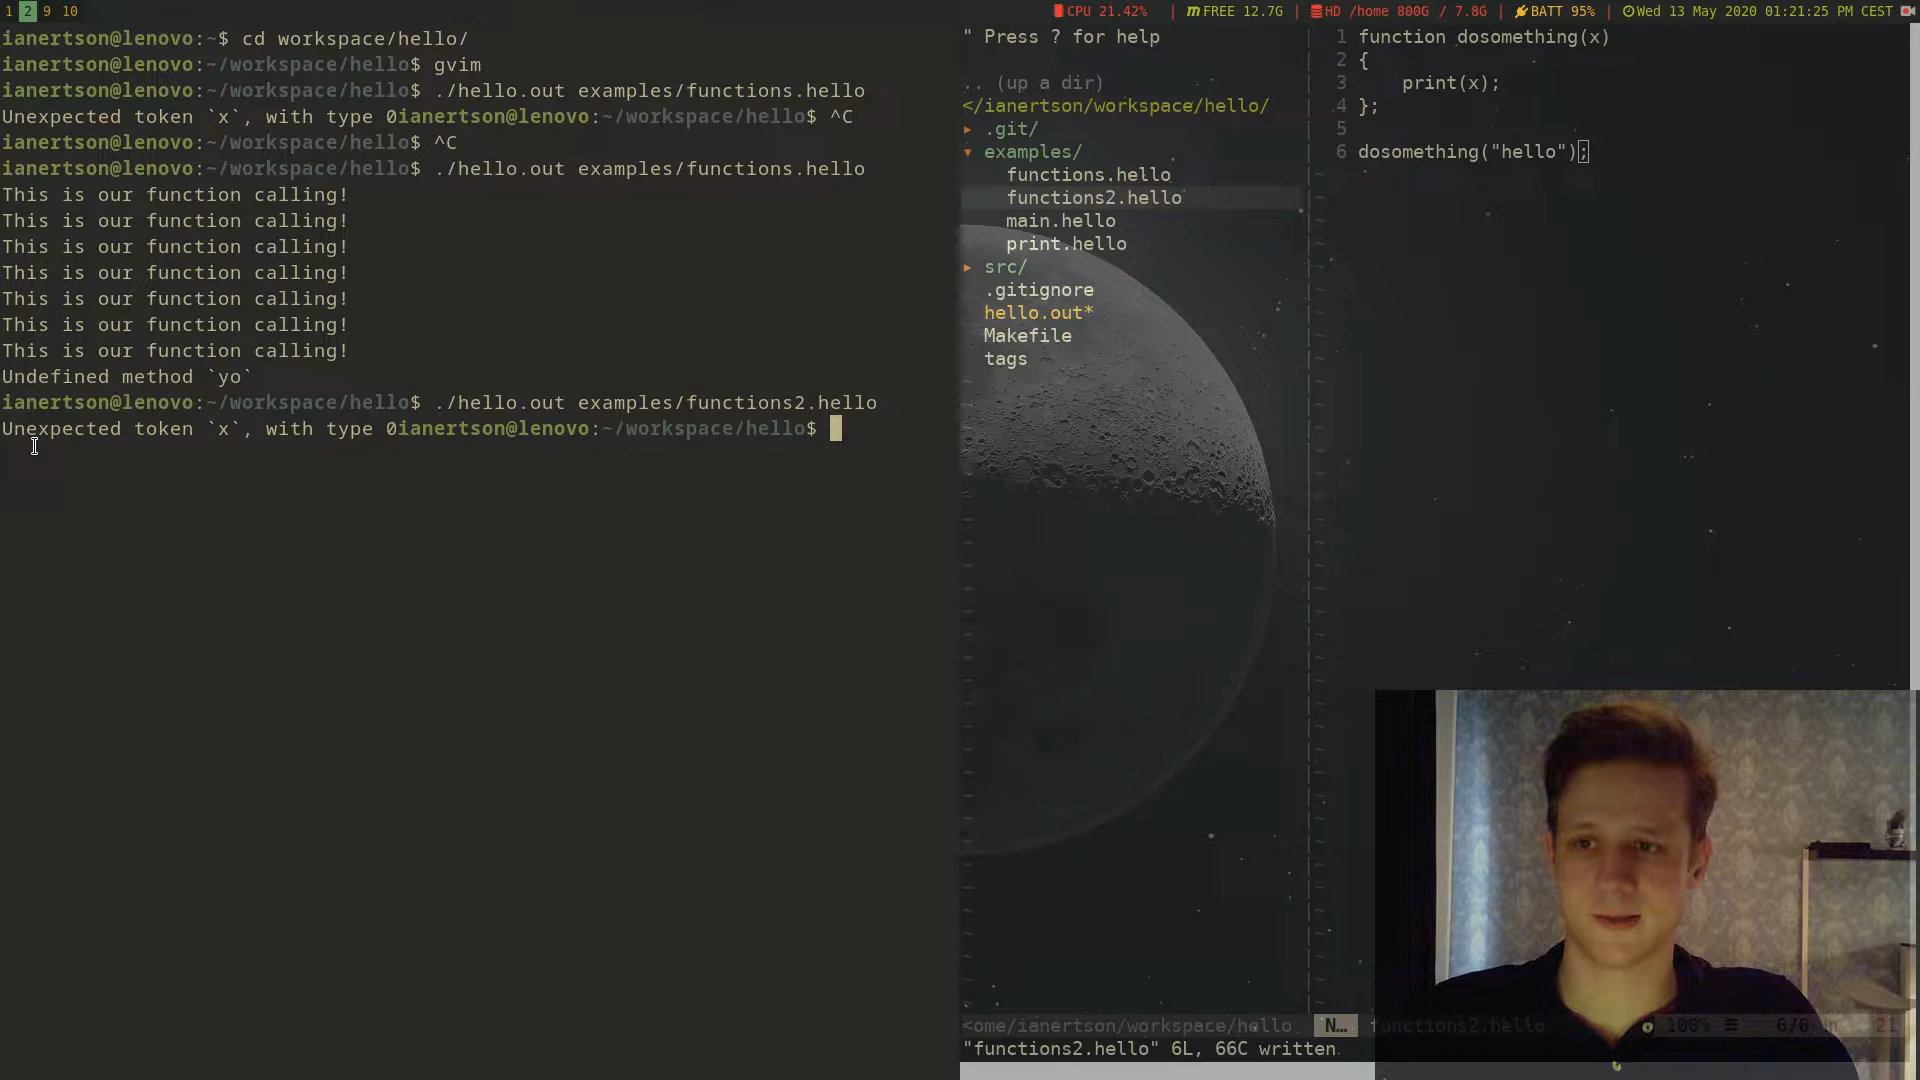 1 2 9 10
CPU 21.42% | m FREE 12.7G | HD /home 800G / 7.8G | BATT 95% | Wed 13 May 2020 01:21:25 PM CEST
ianertson@lenovo:~$ cd workspace/hello/
ianertson@lenovo:~/workspace/hello$ gvim
ianertson@lenovo:~/workspace/hello$ ./hello.out examples/functions.hello
Unexpected token `x`, with type 0ianertson@lenovo:~/workspace/hello$ ^C
ianertson@lenovo:~/workspace/hello$ ^C
ianertson@lenovo:~/workspace/hello$ ./hello.out examples/functions.hello
This is our function calling!
This is our function calling!
This is our function calling!
This is our function calling!
This is our function calling!
This is our function calling!
This is our function calling!
Undefined method `yo`
ianertson@lenovo:~/workspace/hello$ ./hello.out examples/functions2.hello
Unexpected token `x`, with type 0ianertson@lenovo:~/workspace/hello$
" Press ? for help
.. (up a dir)
</ianertson/workspace/hello/
▸ .git/
▾ examples/
functions.hello
functions2.hello
main.hello
print.hello
▸ src/
.gitignore
hello.out*
Makefile
tags
1 function dosomething(x)
2 {
3 print(x);
4 };
5
6 dosomething("hello");
<ome/ianertson/workspace/hello
N… functions2.hello 100% ☰ 6/6 21
"functions2.hello" 6L, 66C written